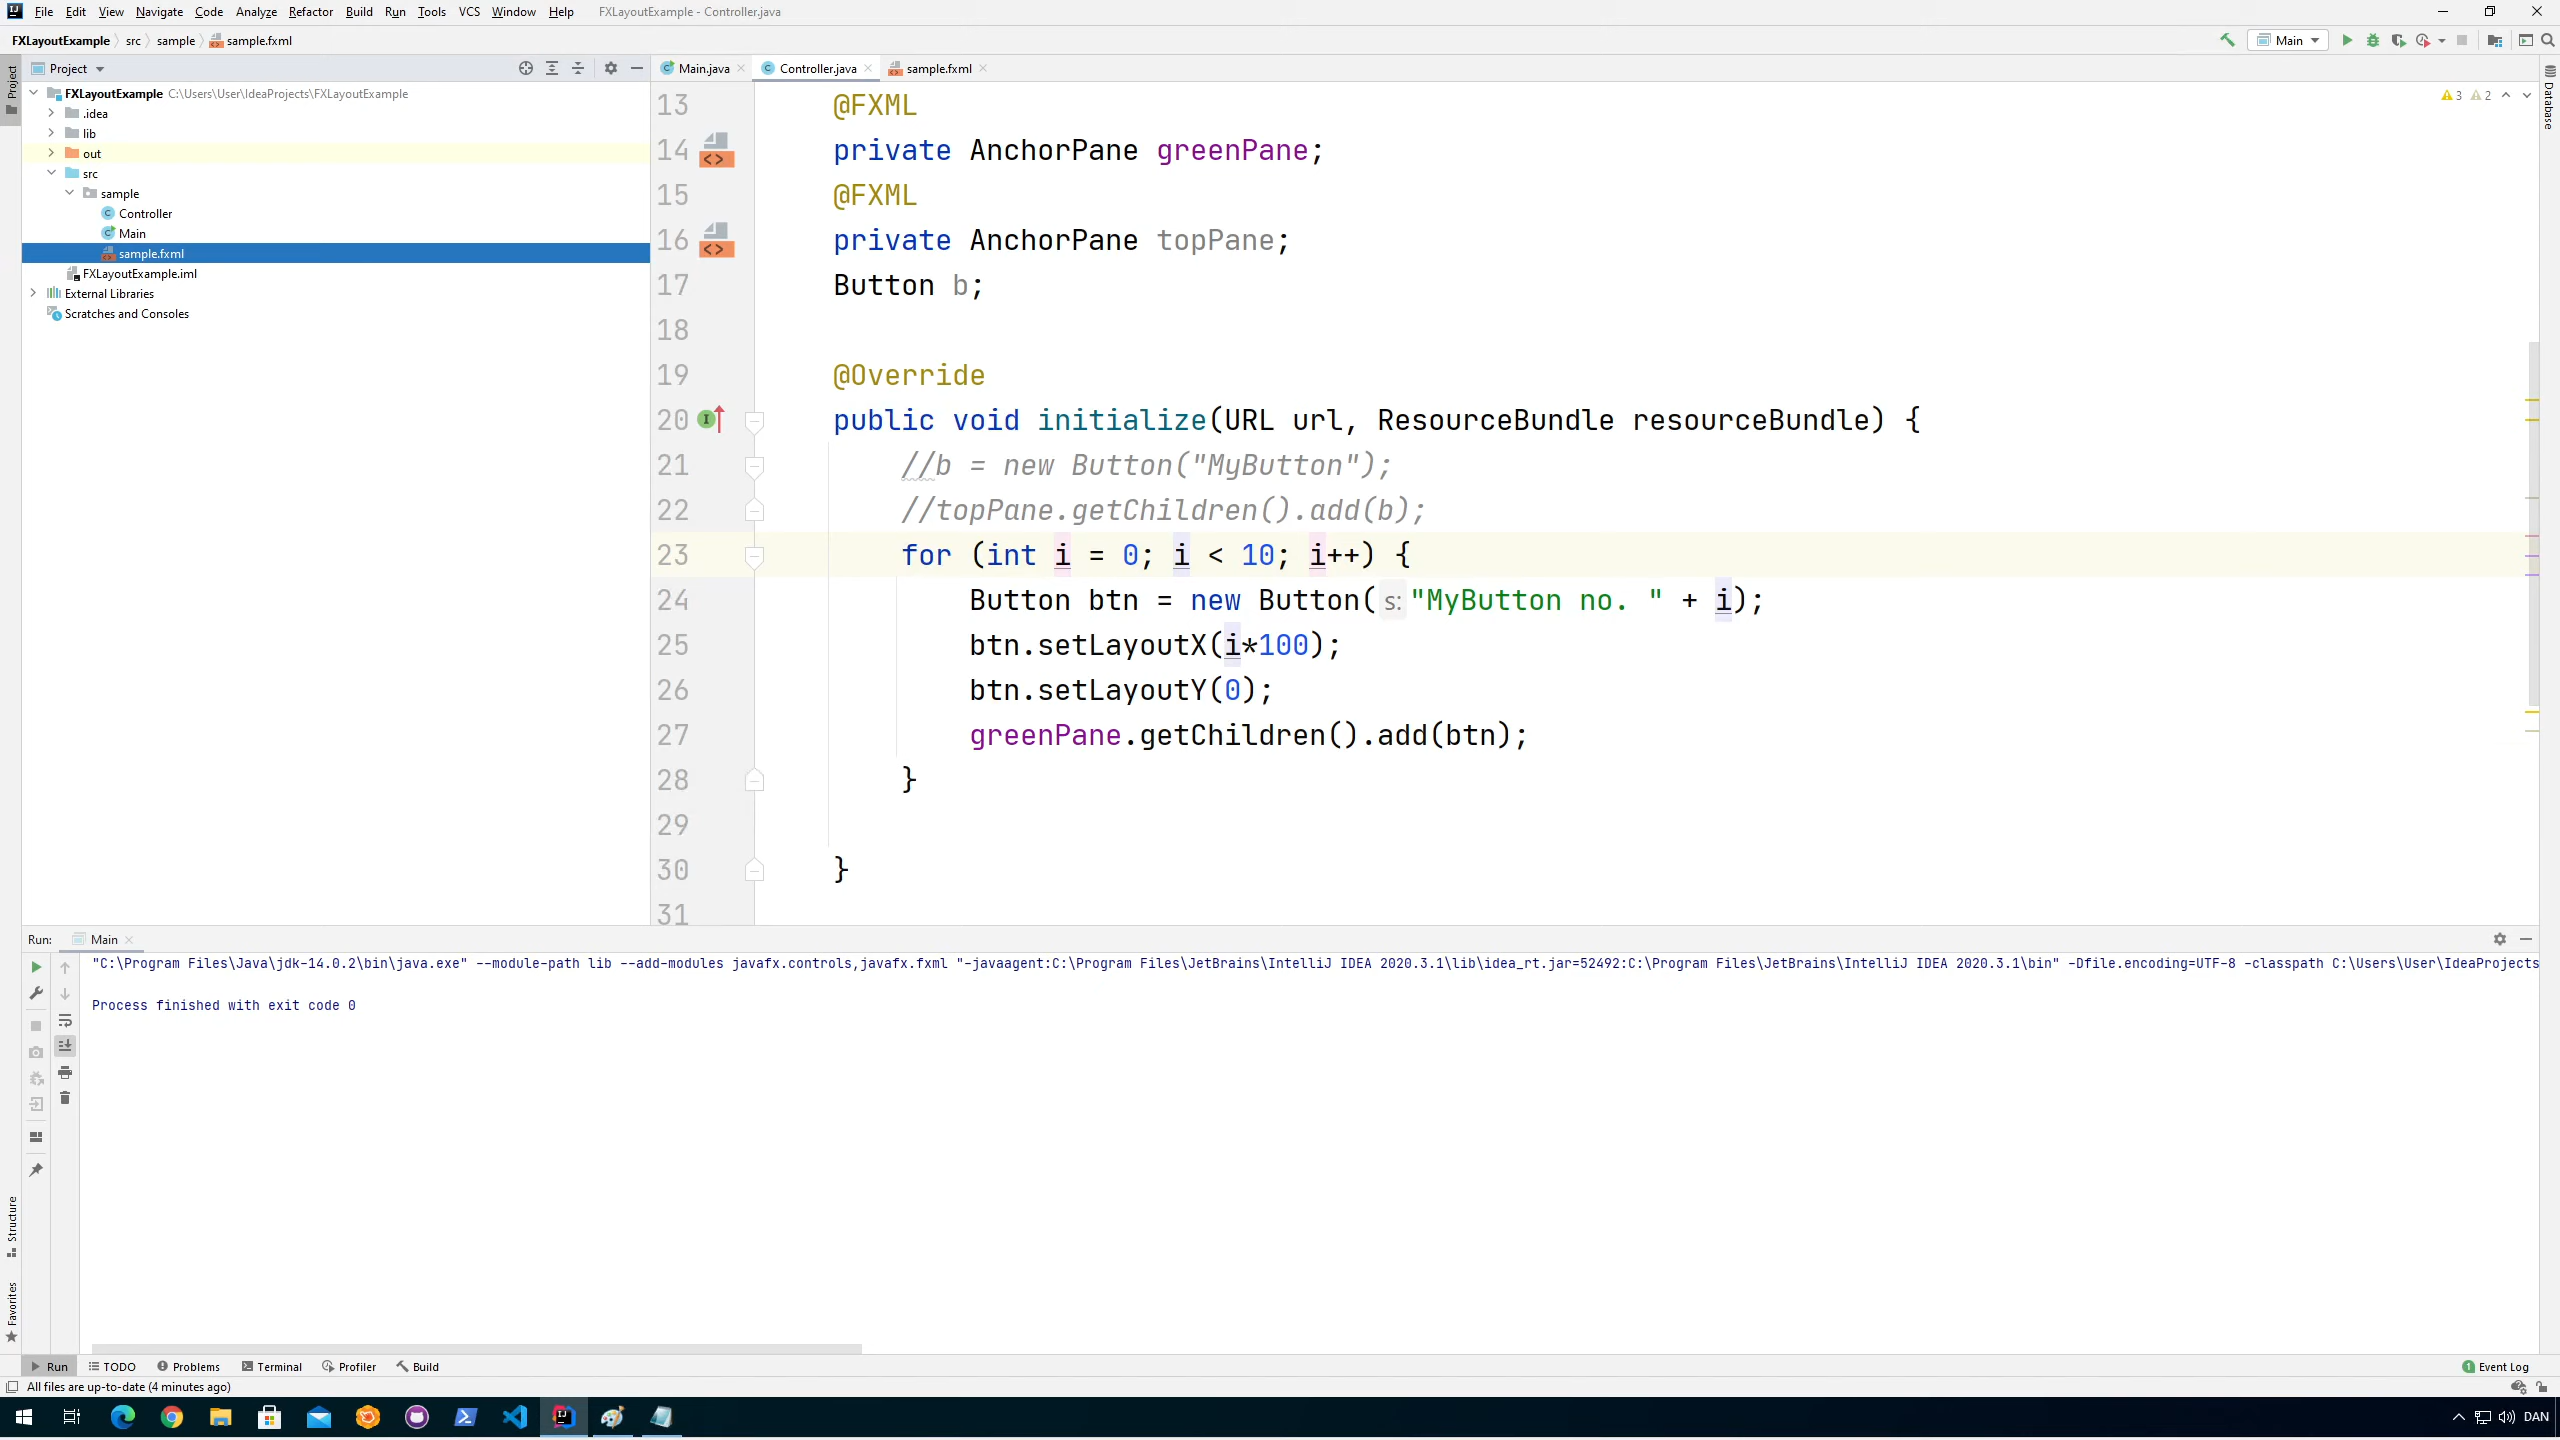 File Edit View Navigate Code Analyze Refactor Build Run Tools VCS Window Help FXLayoutExample - Controller.java
FXLayoutExample src sample sample.fxml
Main
Project
Main.java Controller.java sample.fxml
Project
Database
FXLayoutExample C:\Users\User\IdeaProjects\FXLayoutExample
.idea
lib
out
src
sample
Controller
Main
sample.fxml
FXLayoutExample.iml
External Libraries
Scratches and Consoles
3 2
13 @FXML
14 private AnchorPane greenPane;
15 @FXML
16 private AnchorPane topPane;
17 Button b;
18
19 @Override
20 public void initialize(URL url, ResourceBundle resourceBundle) {
21 //b = new Button("MyButton");
22 //topPane.getChildren().add(b);
23 for (int i = 0; i < 10; i++) {
24 Button btn = new Button( s: "MyButton no. " + i);
25 btn.setLayoutX(i*100);
26 btn.setLayoutY(0);
27 greenPane.getChildren().add(btn);
28 }
29
30 }
31
Run: Main
"C:\Program Files\Java\jdk-14.0.2\bin\java.exe" --module-path lib --add-modules javafx.controls,javafx.fxml "-javaagent:C:\Program Files\JetBrains\IntelliJ IDEA 2020.3.1\lib\idea_rt.jar=52492:C:\Program Files\JetBrains\IntelliJ IDEA 2020.3.1\bin" -Dfile.encoding=UTF-8 -classpath C:\Users\User\IdeaProjects
Process finished with exit code 0
Structure
Favorites
Run TODO Problems Terminal Profiler Build 1 Event Log
All files are up-to-date (4 minutes ago)
DAN